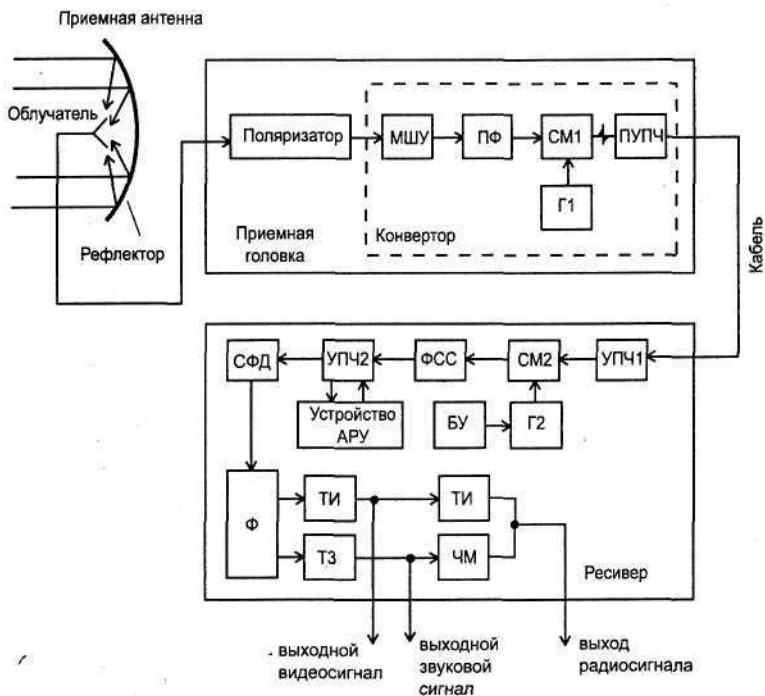 Приемная антенна
Облучатель
Рефлектор
Поляризатор
МШУ
ПФ
СМ1
ПУПЧ
Г1
Приемная
головка
Конвертор
Кабель
СФД
УПЧ2
ФСС
СМ2
УПЧ1
Устройство
АРУ
БУ
Г2
Ф
ТИ
ТИ
ТЗ
ЧМ
Ресивер
выходной
видеосигнал
выходной
звуковой
сигнал
выход
радиосигнала